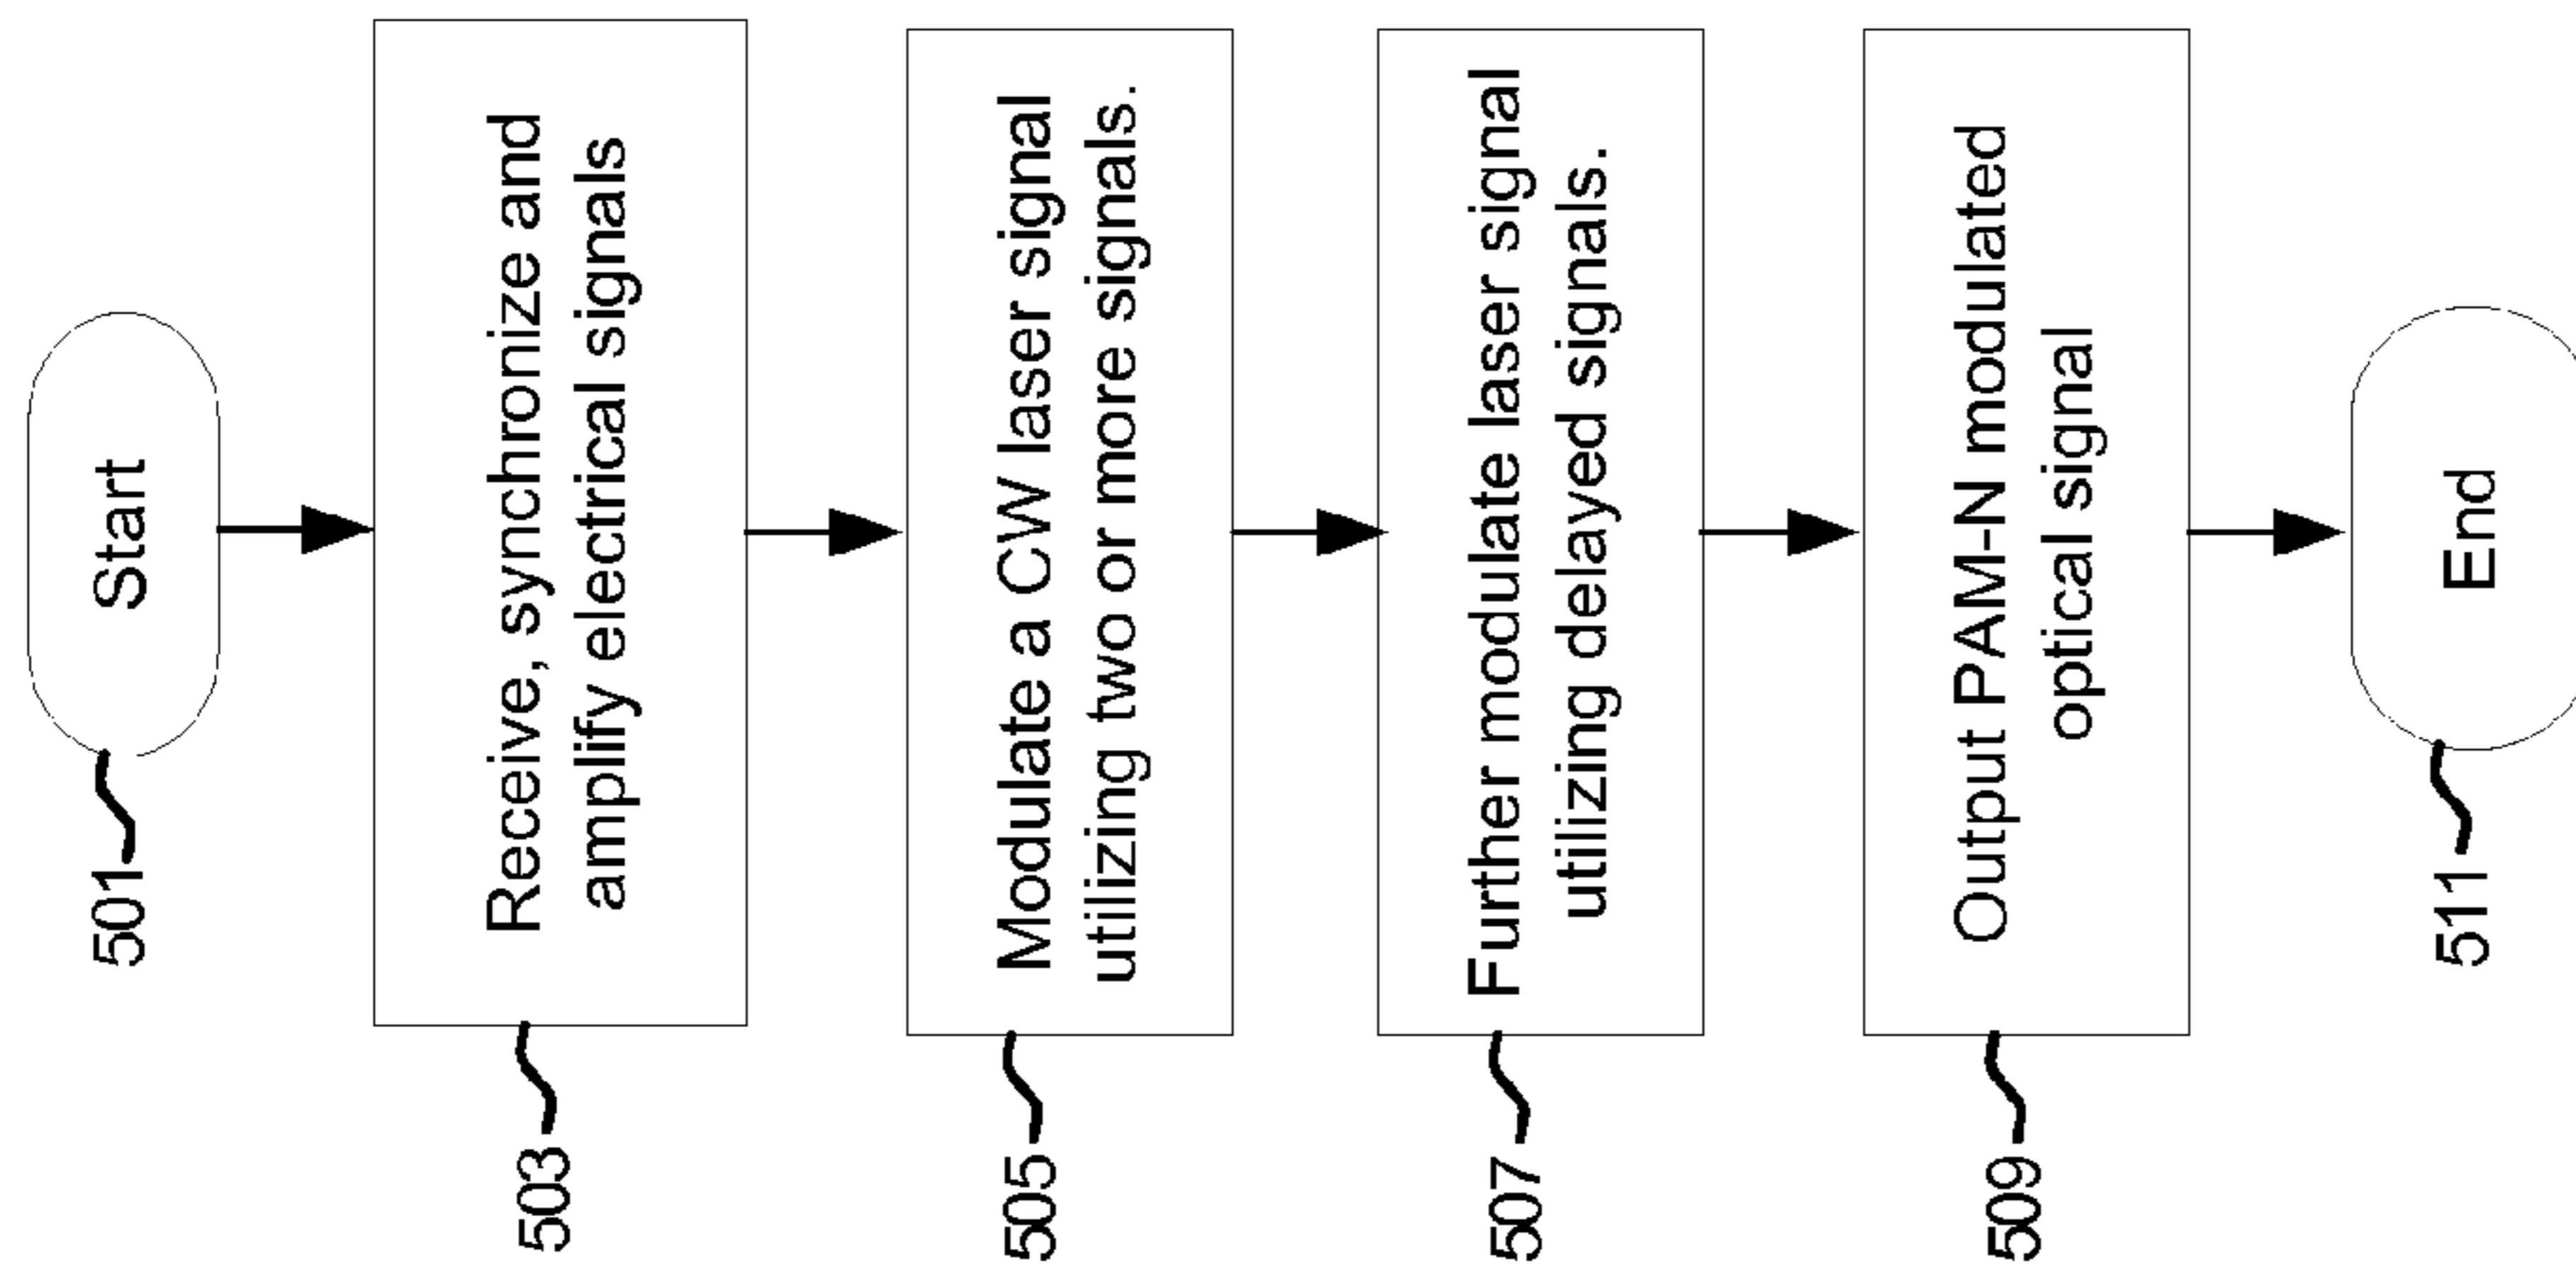 501
Start
503
Receive, synchronize and
amplify electrical signals
505
Modulate a CW laser signal
utilizing two or more signals.
507
Further modulate laser signal
utilizing delayed signals.
509
Output PAM-N modulated
optical signal
511
End